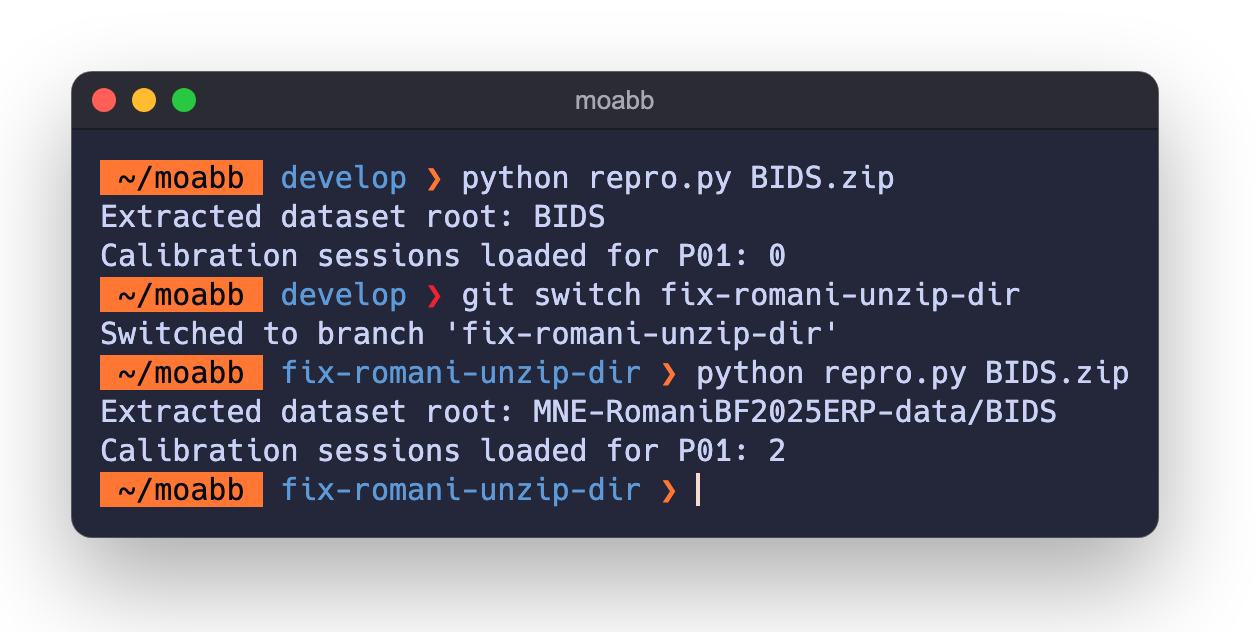 moabb
~/moabb develop ❯ python repro.py BIDS.zip
Extracted dataset root: BIDS
Calibration sessions loaded for P01: 0
~/moabb develop ❯ git switch fix-romani-unzip-dir
Switched to branch 'fix-romani-unzip-dir'
~/moabb fix-romani-unzip-dir ❯ python repro.py BIDS.zip
Extracted dataset root: MNE-RomaniBF2025ERP-data/BIDS
Calibration sessions loaded for P01: 2
~/moabb fix-romani-unzip-dir ❯